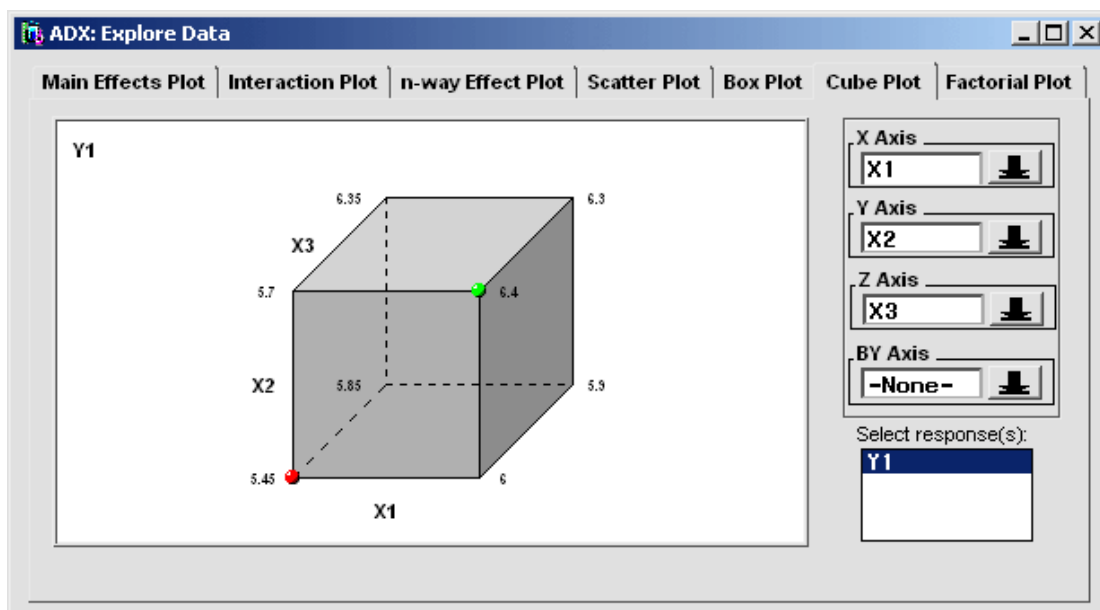 ADX: Explore Data
Main Effects Plot Interaction Plot n-way Effect Plot Scatter Plot Box Plot Cube Plot Factorial Plot
Y1
6.35 6.3
X3
5.7 6.4
X2 5.85 5.9
5.45 6
X1
X Axis
X1
Y Axis
X2
Z Axis
X3
BY Axis
-None-
Select response(s):
Y1